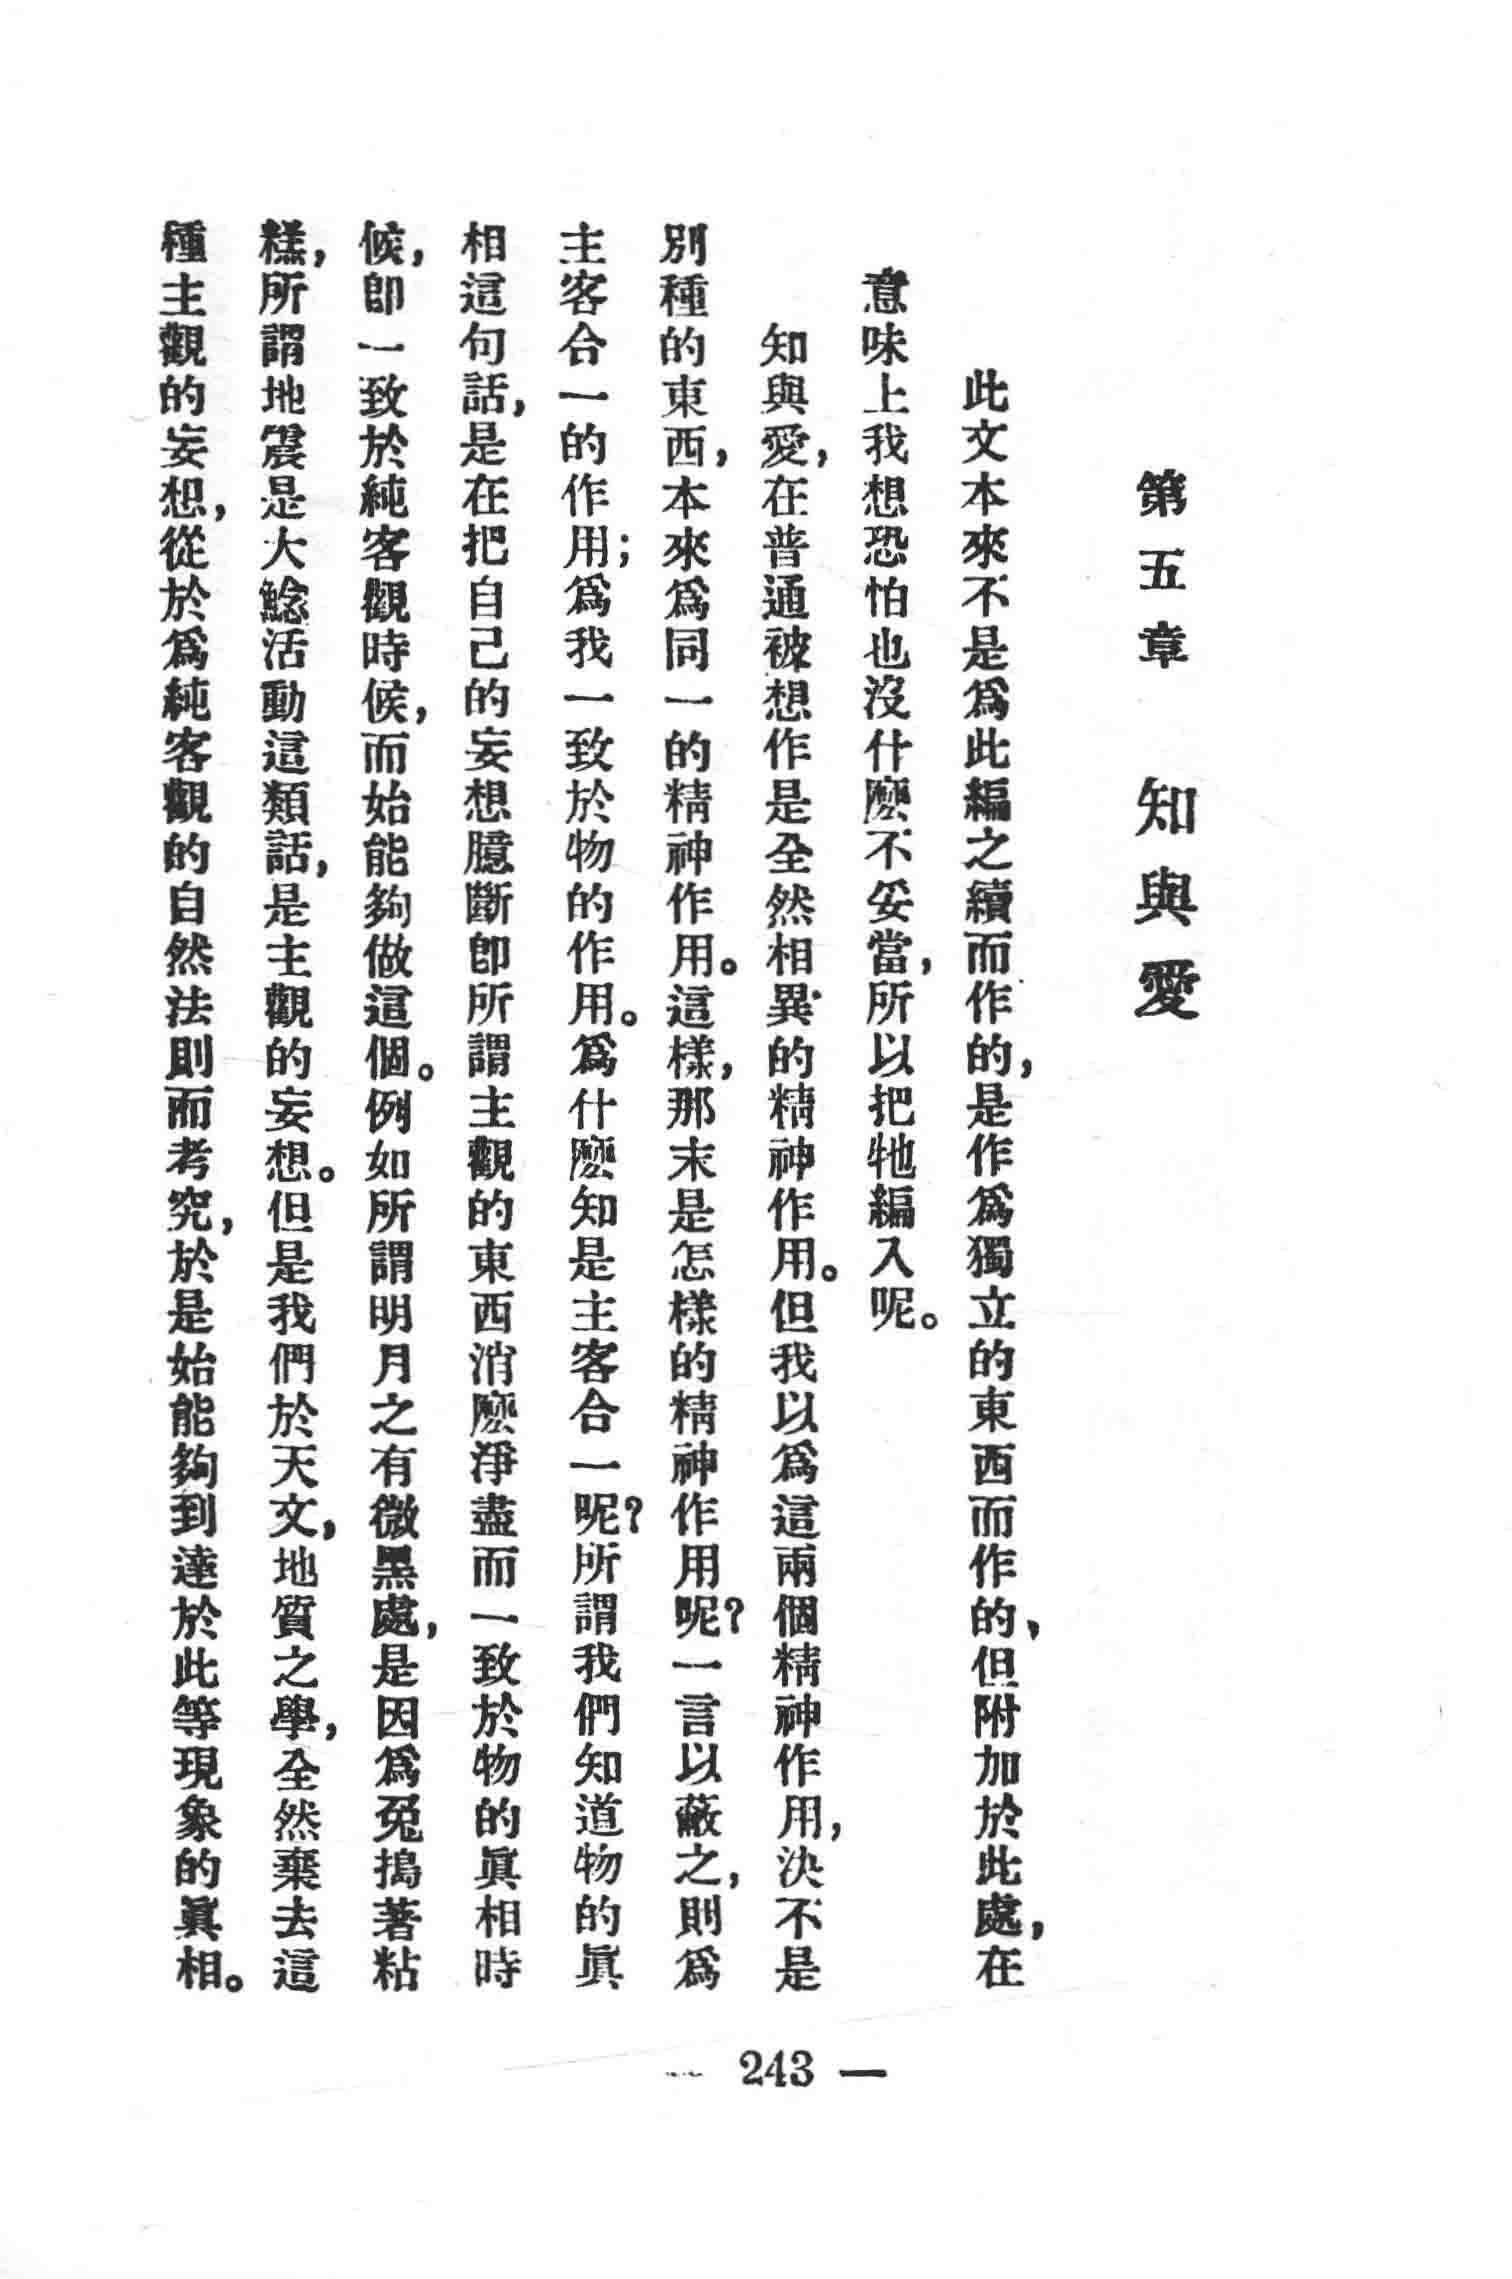 第五章　知與愛
此文本來不是爲此編之續而作的，是作爲獨立的東西而作的、但附加於此處，在
意味上我想恐怕也沒什麼不妥當，所以把牠編入呢。
知與愛，在普通被想作是全然相異的精神作用。但我以爲這兩個精神作用，決不是
別種的東西，本來爲同一的精神作用。這樣，那末是怎樣的精神作用呢？一言以蔽之，則爲
主客合一的作用；爲我一致於物的作用。爲什麼知是主客合一呢？所謂我們知道物的眞
相這句話，是在把自己的妄想臆斷卽所謂主觀的東西消麼淨盡而一致於物的眞相時
候，卽一致於純客觀時候，而始能夠做這個。例如所謂明月之有微黑處，是因爲兎搗著粘
糕，所謂地震是大鯰活動這類話，是主觀的妄想。但是我們於天文，地質之學，全然棄去這
種主觀的妄想，從於爲純客觀的自然法則而考究，於是始能夠到達於此等現象的眞相。
— 243 —